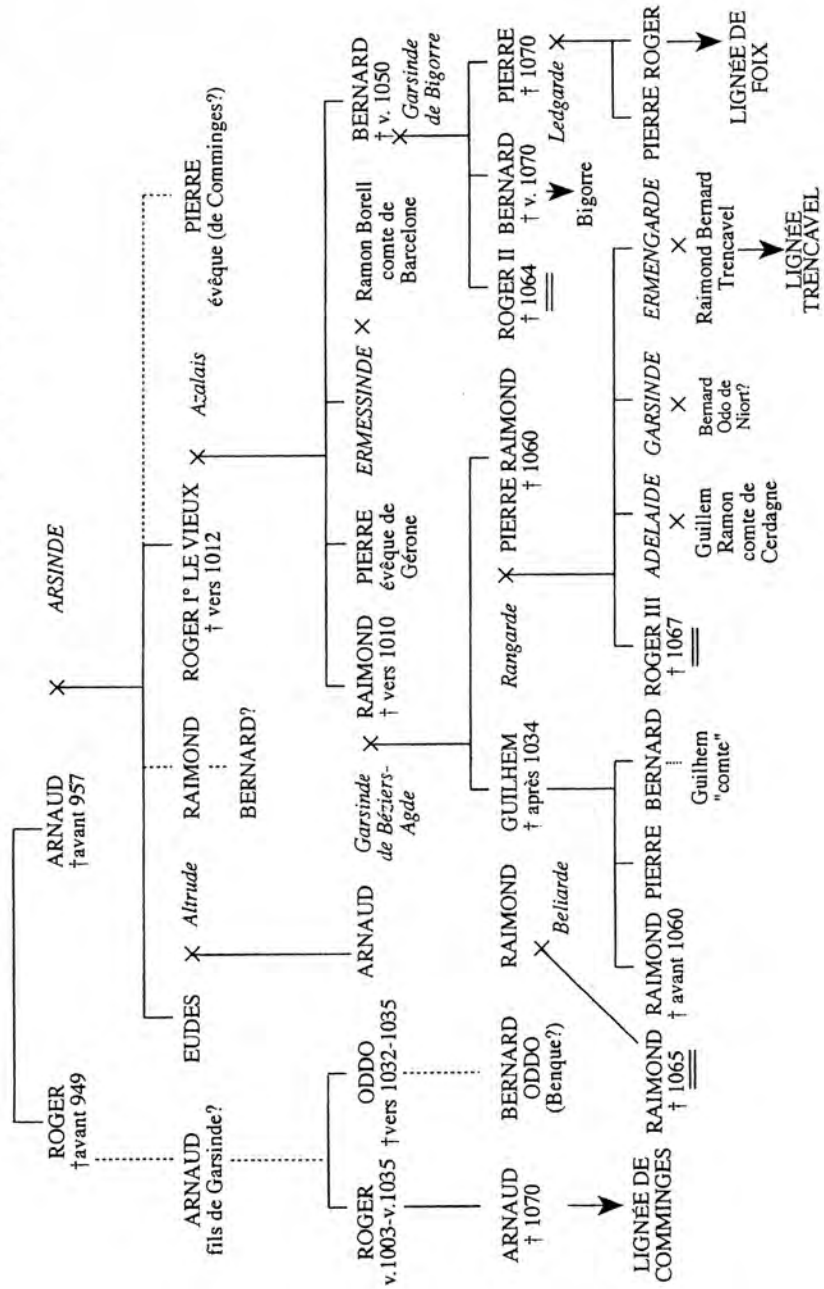 ROGER
†avant 949
ARNAUD
†avant 957
ARSINDE
ARNAUD
fils de Garsinde?
EUDES
Altrude
RAIMOND
BERNARD?
ROGER Iº LE VIEUX
† vers 1012
Azalais
PIERRE
évêque (de Comminges?)
ROGER
v.1003-v.1035
ODDO
†vers 1032-1035
ARNAUD
Garsinde
de Béziers-
Agde
RAIMOND
† vers 1010
PIERRE
évêque de
Gérone
ERMESSINDE
Ramon Borell
comte de
Barcelone
BERNARD
† v. 1050
Garsinde
de Bigorre
ARNAUD
† 1070
BERNARD
ODDO
(Benque?)
RAIMOND
Beliarde
GUILHEM
† après 1034
Rangarde
PIERRE RAIMOND
† 1060
ROGER II
† 1064
BERNARD
† v. 1070
Bigorre
PIERRE
† 1070
Ledgarde
LIGNÉE DE
COMMINGES
RAIMOND
† 1065
RAIMOND
† avant 1060
PIERRE
BERNARD
Guilhem
"comte"
ROGER III
† 1067
ADELAIDE
Guillem
Ramon
comte de
Cerdagne
GARSINDE
Bernard
Odo de
Niort?
ERMENGARDE
Raimond Bernard
Trencavel
LIGNÉE
TRENCAVEL
PIERRE
ROGER
LIGNÉE DE
FOIX